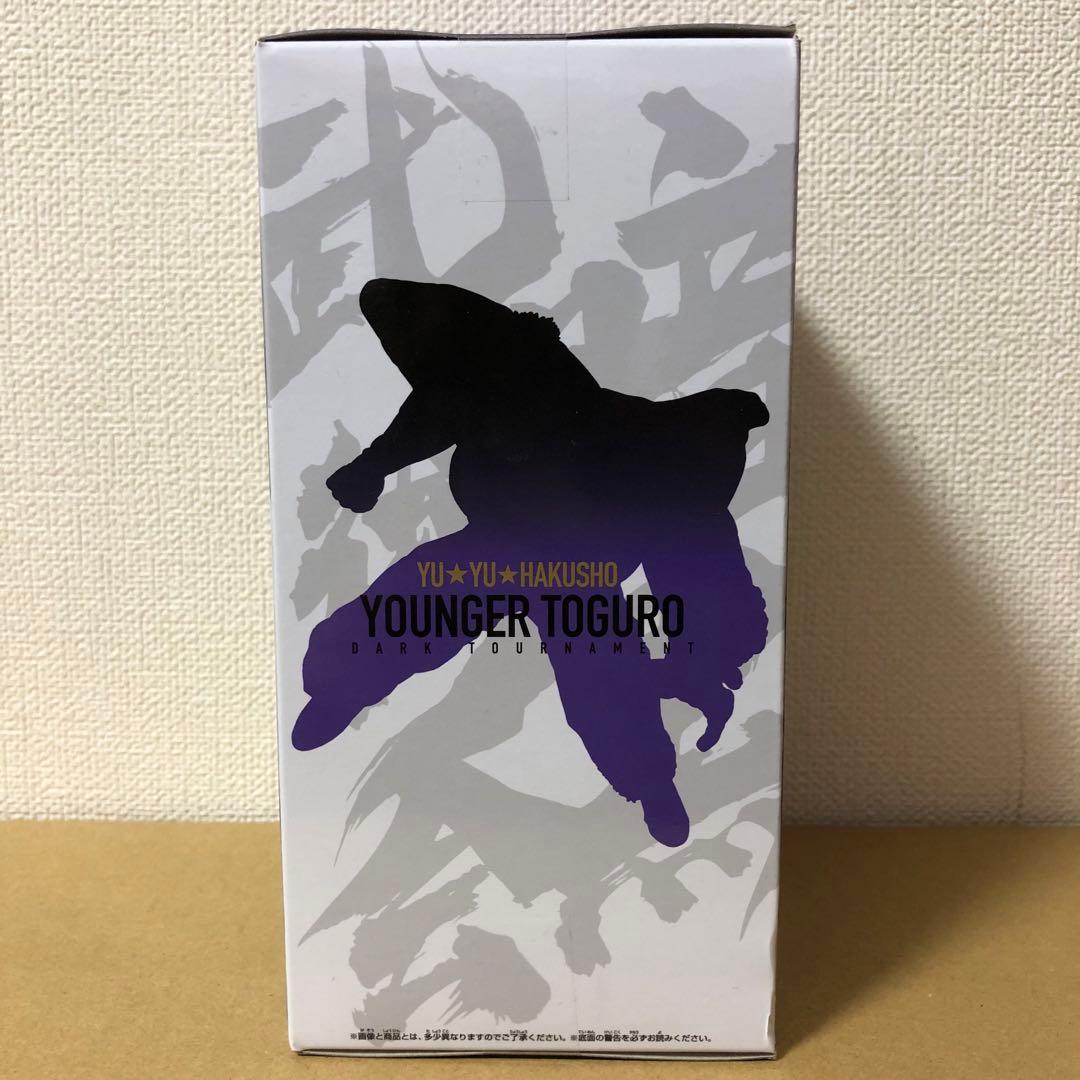 YU★YU★HAKUSHO
YOUNGER TOGURO
DARK TOURNAMENT
※画像と商品とは、多少異なりますのでご了承ください。※底面の警告を必ずお読みください。